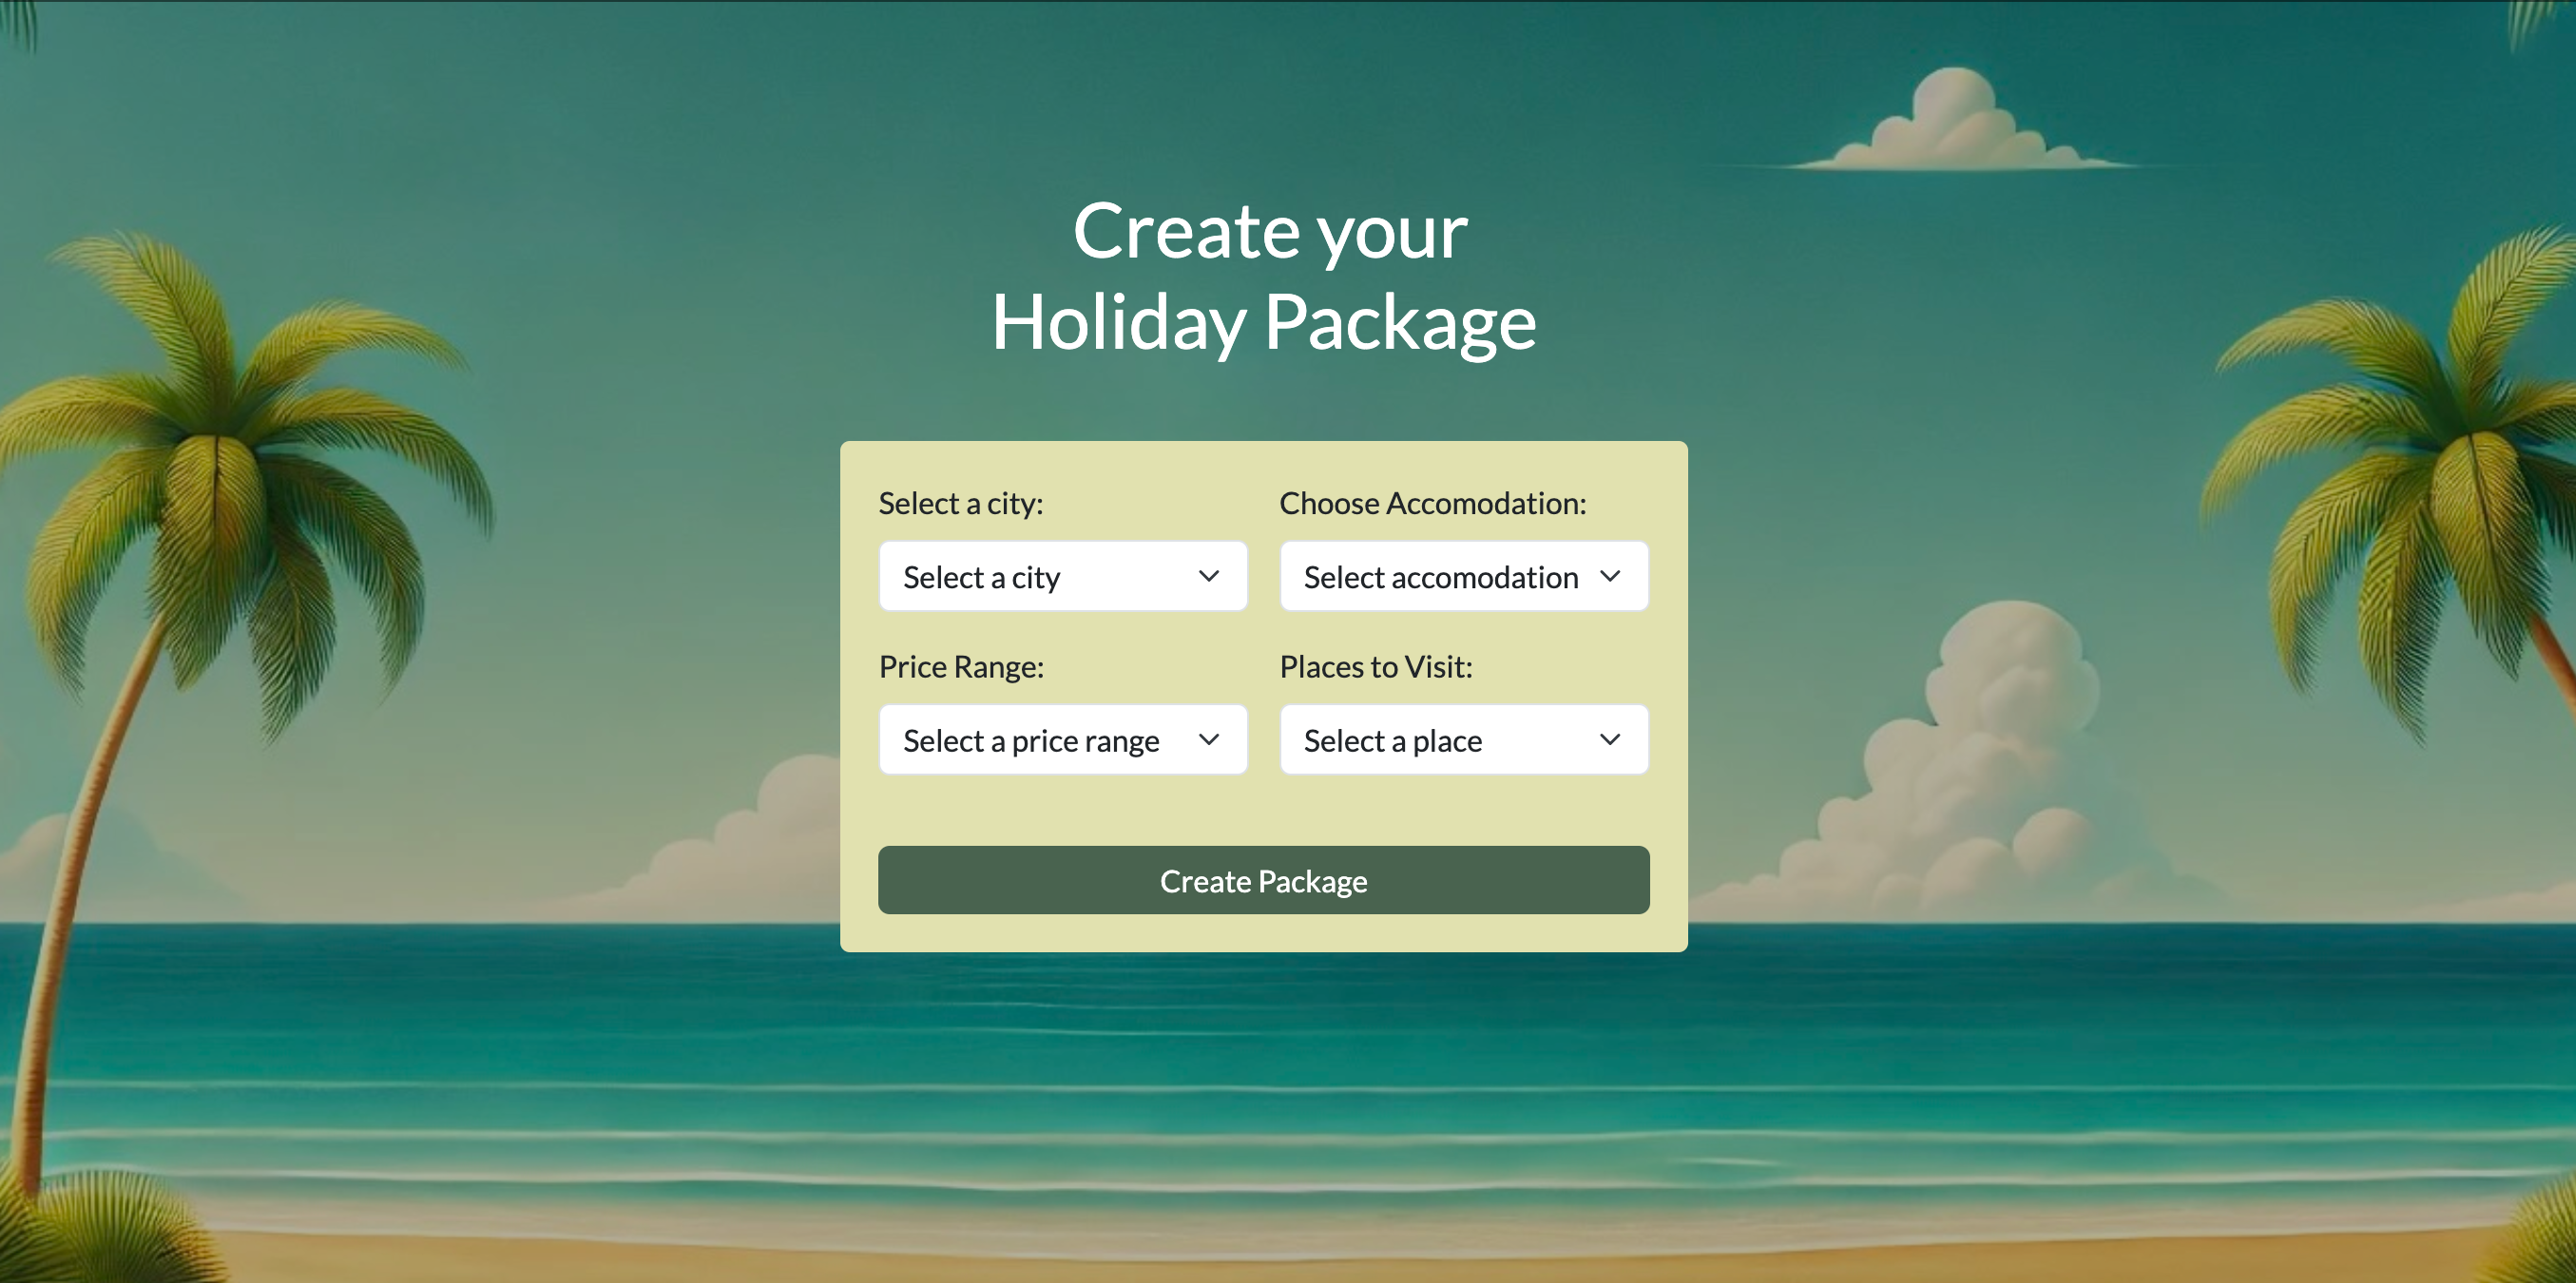 Create your
Holiday Package
Select a city:
Choose Accomodation:
Select a city
Select accomodation
Price Range:
Places to Visit:
Select a price range
Select a place
Create Package